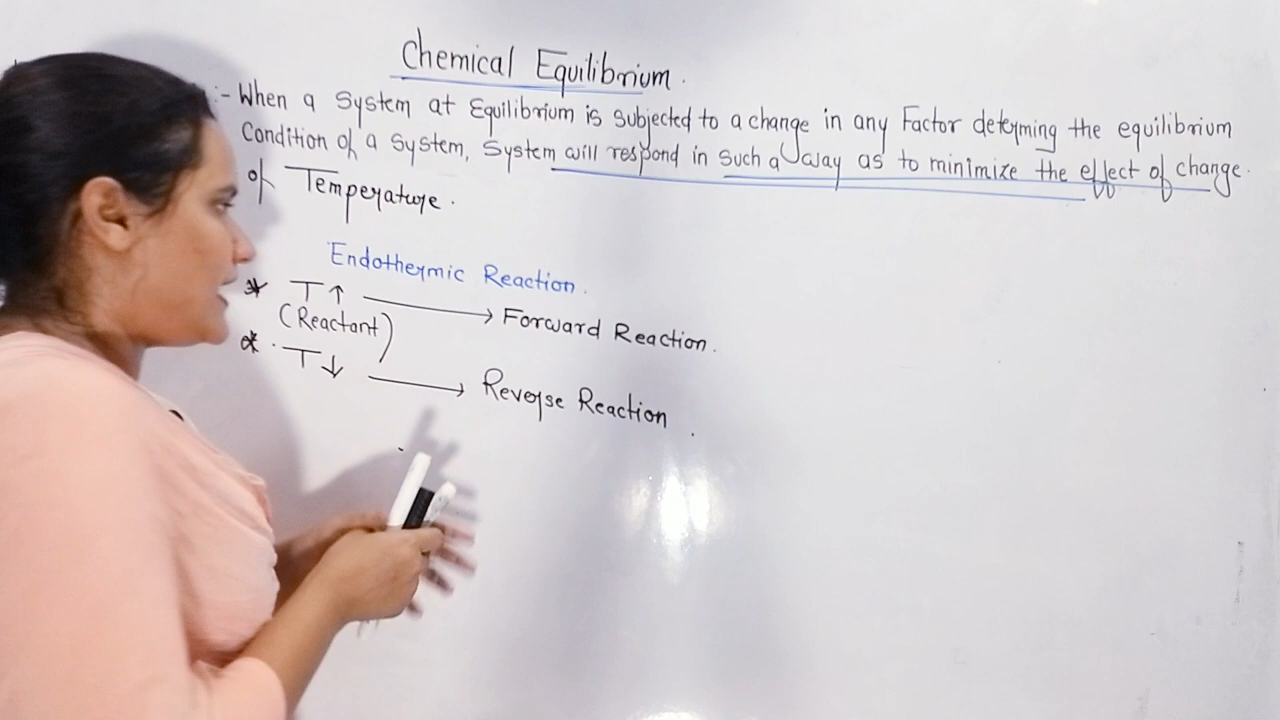 Chemical Equilibrium.
:- When a System at Equilibrium is subjected to a change in any Factor determing the equilibrium
Condition of a System, System will respond in such a way as to minimize the effect of change.
of Temperature.
Endothermic Reaction.
* T↑ ⟶ Forward Reaction.
(Reactant)
* T↓ ⟶ Reverse Reaction.